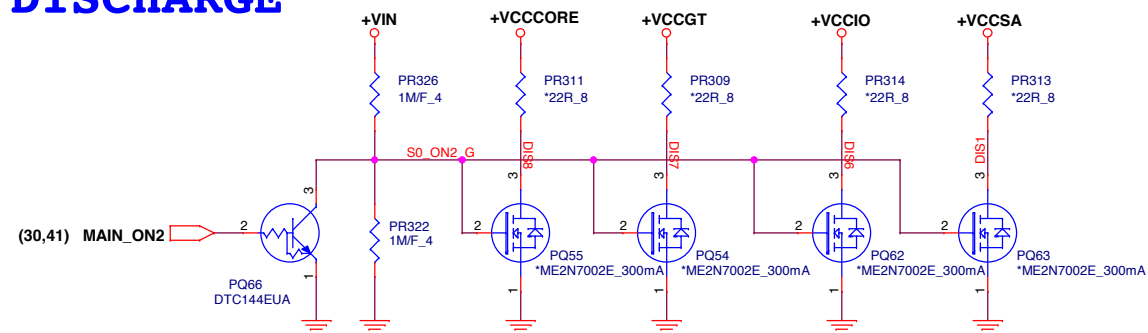 DISCHARGE
+VIN +VCCCORE +VCCGT +VCCIO +VCCSA
PR326 PR311 PR309 PR314 PR313
1M/F_4 *22R_8 *22R_8 *22R_8 *22R_8
S0_ON2_G DIS8 DIS7 DIS6 DIS1
3 3 3 3 3
(30,41) MAIN_ON2 2 PR322 2 2 2 2
1M/F_4
PQ55 PQ54 PQ62 PQ63
*ME2N7002E_300mA *ME2N7002E_300mA *ME2N7002E_300mA *ME2N7002E_300mA
PQ66 1 1 1 1 1
DTC144EUA